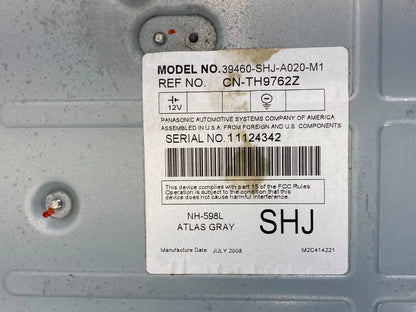 MODEL NO.39460-SHJ-A020-M1
REF NO. CN-TH9762Z
12V
PANASONIC AUTOMOTIVE SYSTEMS COMPANY OF AMERICA
ASSEMBLED IN U.S.A. FROM FOREIGN AND U.S. COMPONENTS
SERIAL NO.11124342
This device complies with part 15 of the FCC Rules.
Operation is subject to the condition that this
device does not cause harmful interference.
NH-598L
ATLAS GRAY
SHJ
Manufacture Date: JULY 2008
M2C414221